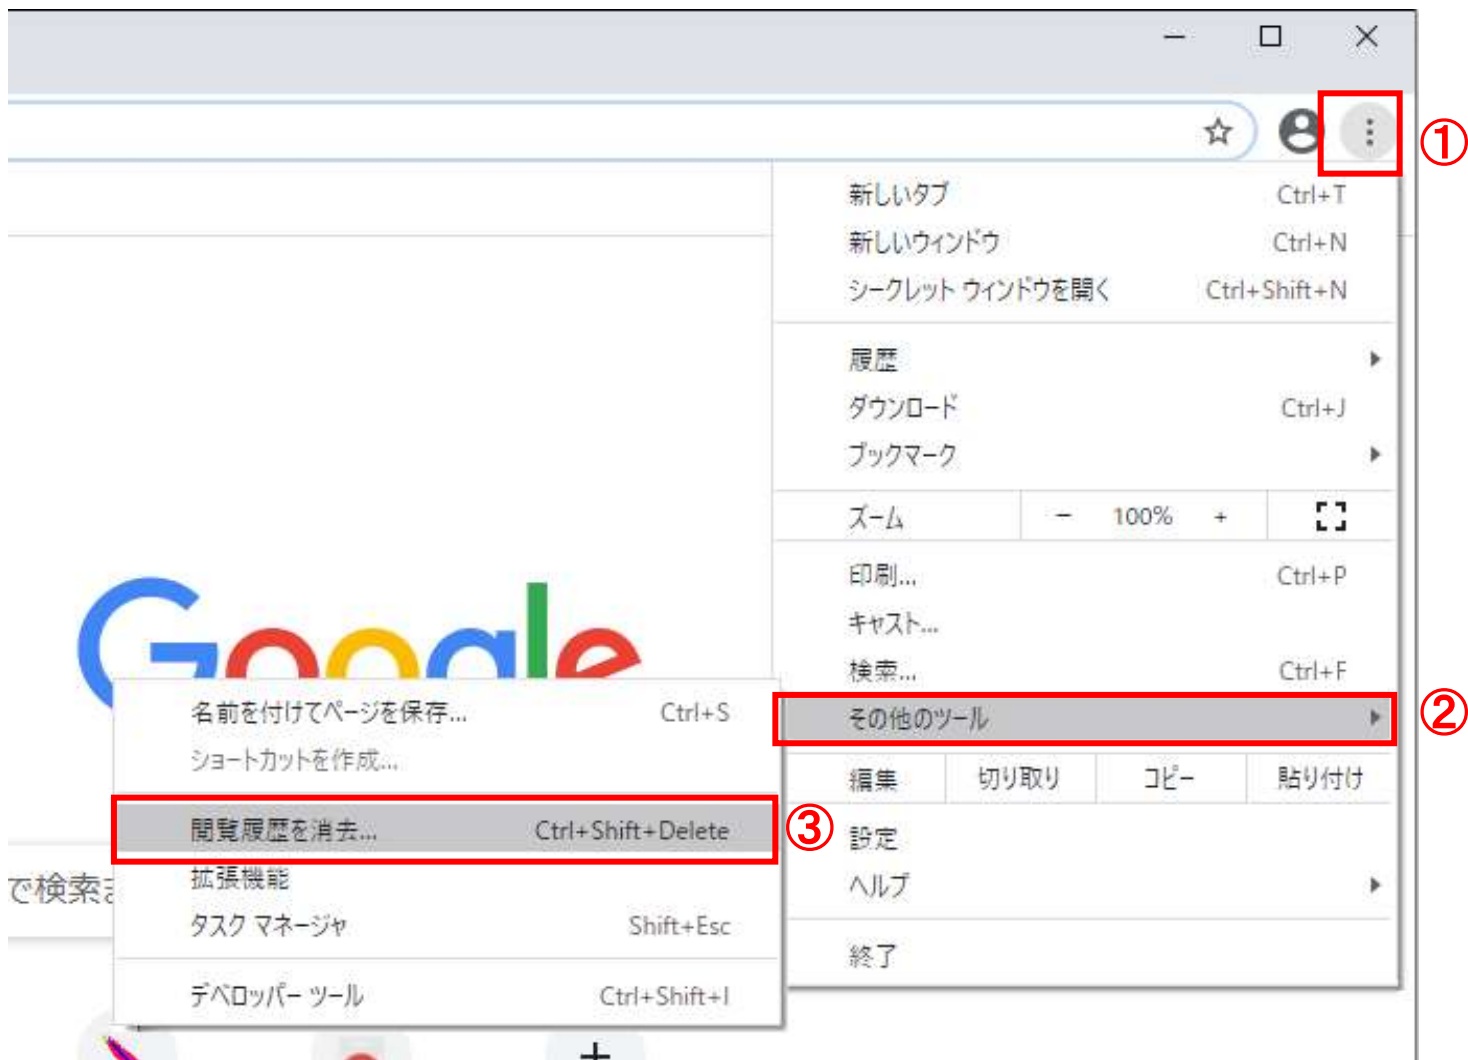 ①
新しいタブ Ctrl+T
新しいウィンドウ Ctrl+N
シークレット ウィンドウを開く Ctrl+Shift+N
履歴
ダウンロード Ctrl+J
ブックマーク
ズーム − 100% +
印刷... Ctrl+P
キャスト...
検索... Ctrl+F
その他のツール
②
編集 切り取り コピー 貼り付け
設定
ヘルプ
終了
Google
名前を付けてページを保存... Ctrl+S
ショートカットを作成...
閲覧履歴を消去... Ctrl+Shift+Delete
③
拡張機能
タスク マネージャ Shift+Esc
デベロッパー ツール Ctrl+Shift+I
で検索